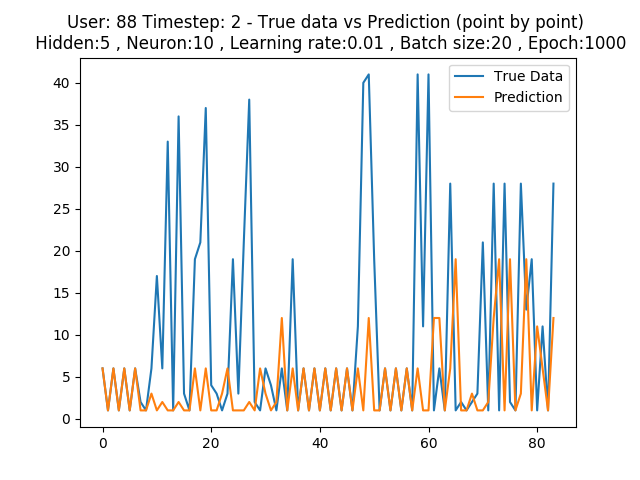 User: 88 Timestep: 2 - True data vs Prediction (point by point)
Hidden:5 , Neuron:10 , Learning rate:0.01 , Batch size:20 , Epoch:1000
True Data
Prediction
40
35
30
25
20
15
10
5
0
0 20 40 60 80